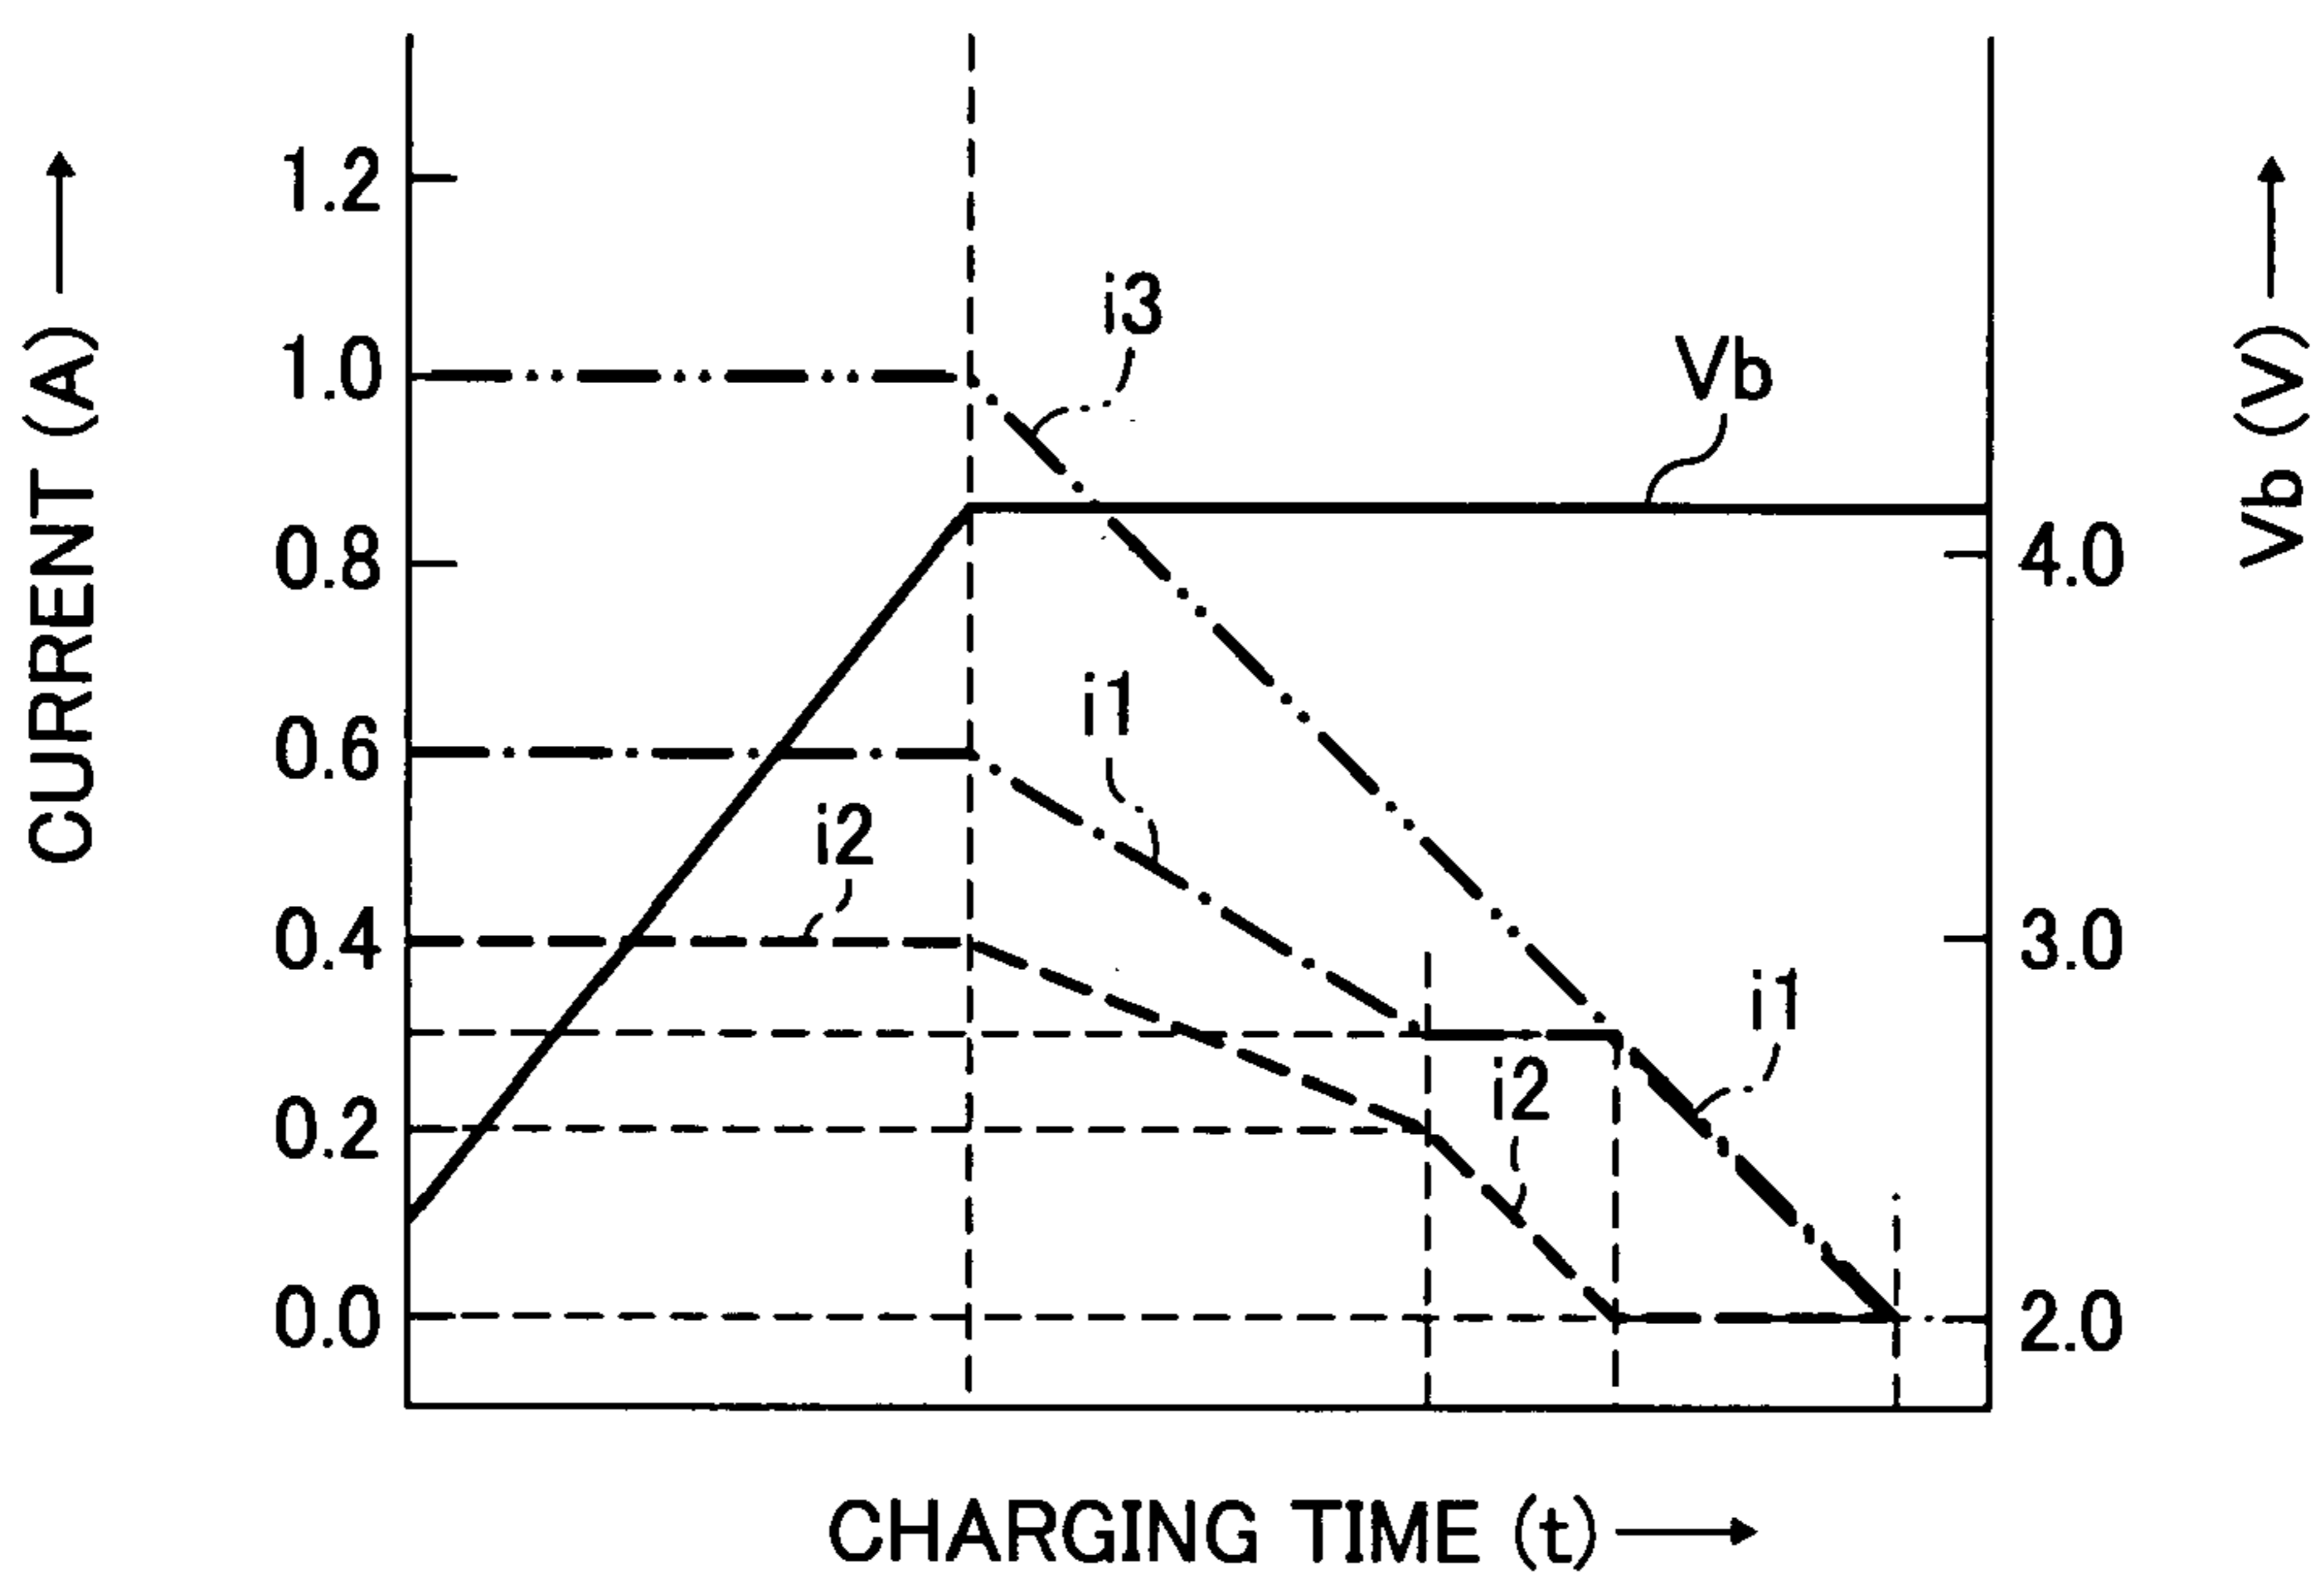 CURRENT (A)
1.2
1.0
0.8
0.6
0.4
0.2
0.0
i3
Vb
i1
i2
i1
i2
Vb (V)
4.0
3.0
2.0
CHARGING TIME (t)